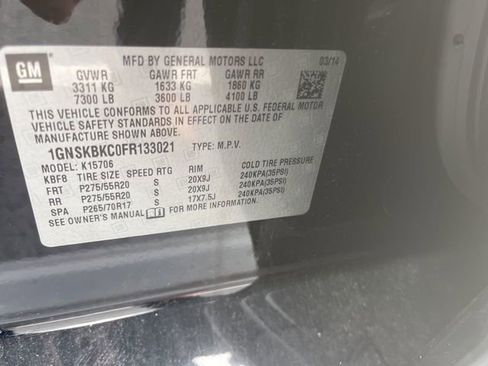 GM
MFD BY GENERAL MOTORS LLC
03/14
GVWR GAWR FRT GAWR RR
3311 KG 1633 KG 1860 KG
7300 LB 3600 LB 4100 LB
THIS VEHICLE CONFORMS TO ALL APPLICABLE U.S. FEDERAL MOTOR
VEHICLE SAFETY STANDARDS IN EFFECT ON THE DATE OF
MANUFACTURE SHOWN ABOVE.
1GNSKBKC0FR133021 TYPE: M.P.V.
MODEL: K15706
KBF8 TIRE SIZE SPEED RTG RIM COLD TIRE PRESSURE
FRT P275/55R20 S 20X9J 240KPA(35PSI)
RR P275/55R20 S 20X9J 240KPA(35PSI)
SPA P265/70R17 S 17X7.5J 240KPA(35PSI)
SEE OWNER'S MANUAL FOR MORE INFORMATION.